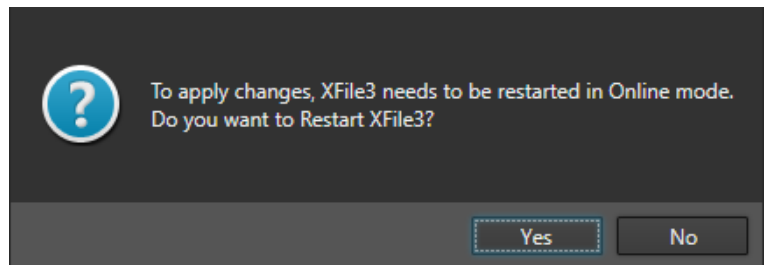 ?
To apply changes, XFile3 needs to be restarted in Online mode.
Do you want to Restart XFile3?
Yes
No